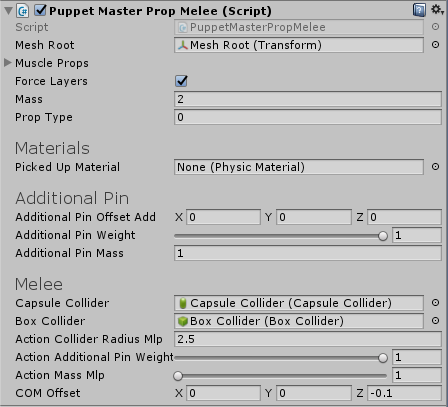 Puppet Master Prop Melee (Script)
Script PuppetMasterPropMelee
Mesh Root Mesh Root (Transform)
Muscle Props
Force Layers
Mass 2
Prop Type 0
Materials
Picked Up Material None (Physic Material)
Additional Pin
Additional Pin Offset Add X 0 Y 0 Z 0
Additional Pin Weight 1
Additional Pin Mass 1
Melee
Capsule Collider Capsule Collider (Capsule Collider)
Box Collider Box Collider (Box Collider)
Action Collider Radius Mlp 2.5
Action Additional Pin Weight 1
Action Mass Mlp 1
COM Offset X 0 Y 0 Z -0.1